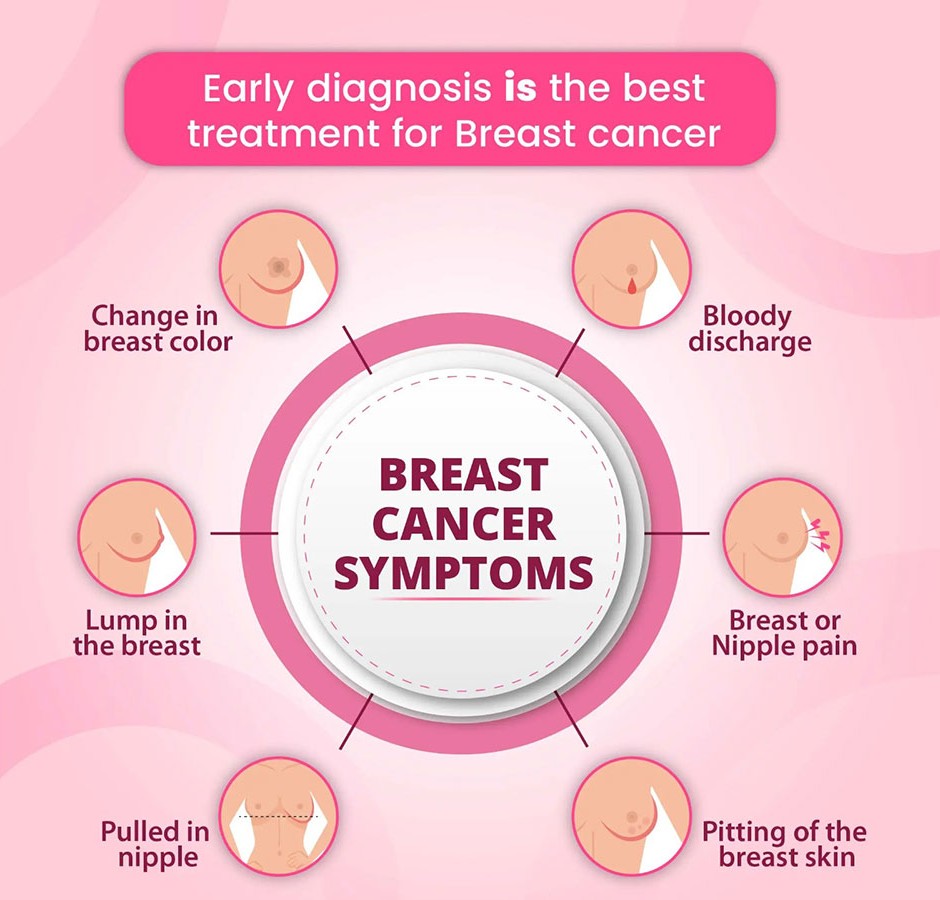 Early diagnosis is the best
treatment for Breast cancer
Change in
breast color
Bloody
discharge
BREAST
CANCER
SYMPTOMS
Lump in
the breast
Breast or
Nipple pain
Pulled in
nipple
Pitting of the
breast skin